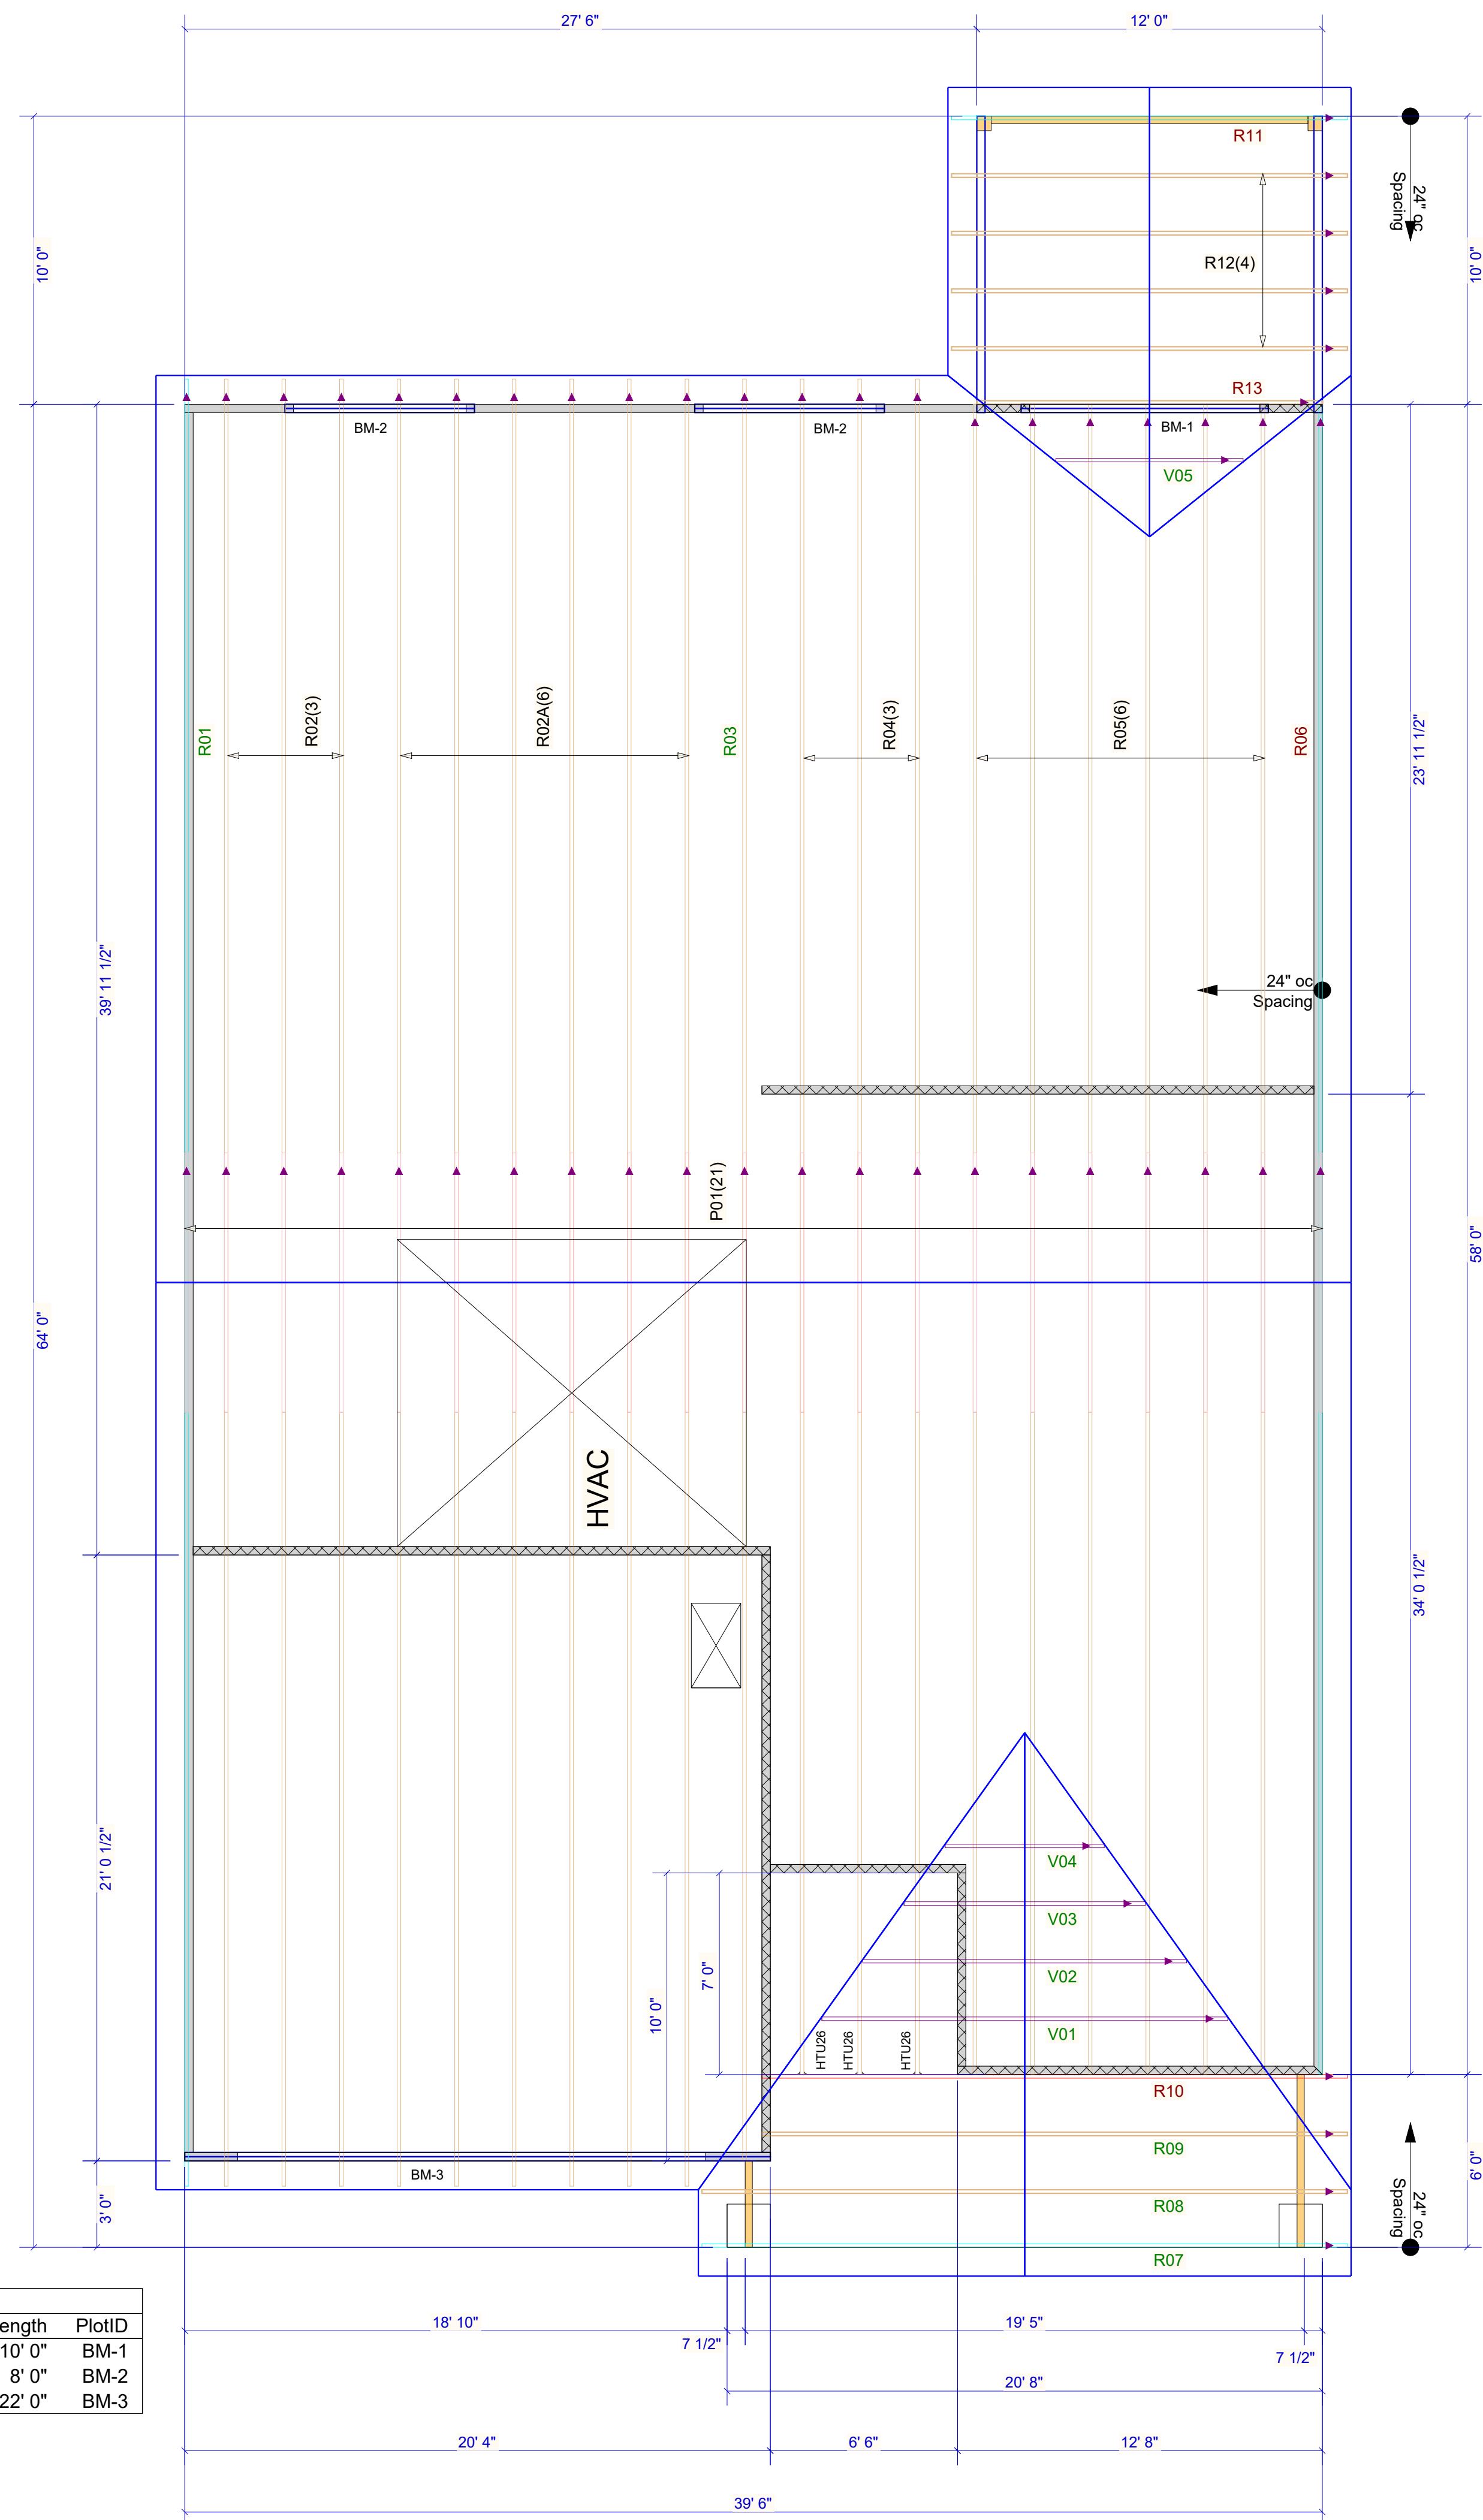 27' 6"
12' 0"
R11
24" oc
Spacing
10' 0"
10' 0"
R12(4)
R13
BM-2
BM-2
BM-1
V05
R01
R02(3)
R02A(6)
R03
R04(3)
R05(6)
R06
23' 11 1/2"
39' 11 1/2"
24" oc
Spacing
P01(21)
58' 0"
64' 0"
HVAC
34' 0 1/2"
21' 0 1/2"
V04
V03
7' 0"
V02
10' 0"
V01
HTU26
HTU26
HTU26
R10
R09
BM-3
6' 0"
3' 0"
R08
24" oc
Spacing
R07
18' 10"
7 1/2"
19' 5"
7 1/2"
20' 8"
ength PlotID
10' 0" BM-1
8' 0" BM-2
22' 0" BM-3
20' 4"
6' 6"
12' 8"
39' 6"